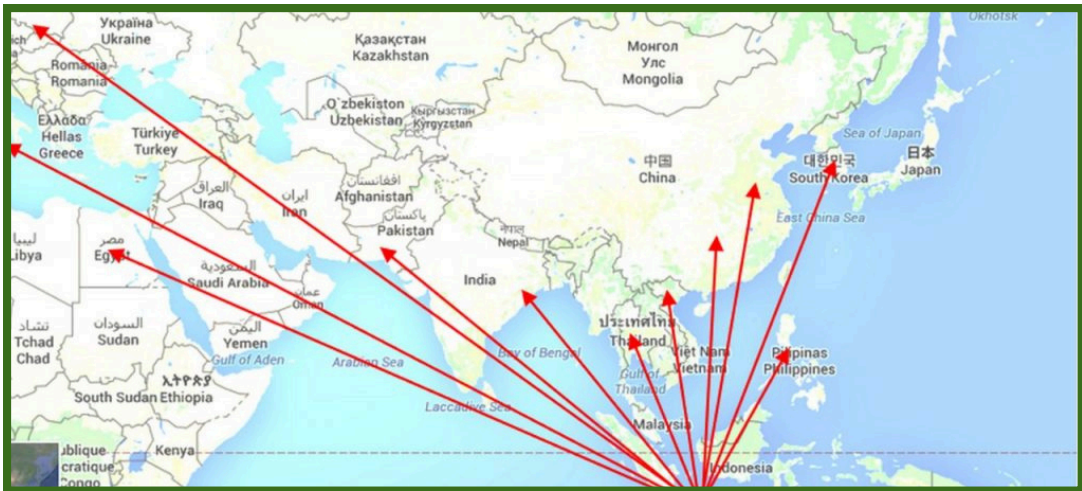 Україна
Ukraine
Қазақстан
Kazakhstan
Монгол
Улс
Mongolia
Okhotsk
Romania
Romania
Ελλάδα
Hellas
Greece
Türkiye
Turkey
O'zbekiston
Uzbekistan
Кыргызстан
Kyrgyzstan
中国
China
Sea of Japan
대한민국
South Korea
日本
Japan
العراق
Iraq
ایران
Iran
افغانستان
Afghanistan
پاکستان
Pakistan
नेपाल
Nepal
East China Sea
ليبيا
Libya
مصر
Egypt
السعودية
Saudi Arabia
عمان
Oman
India
تشاد
Tchad
Chad
السودان
Sudan
اليمن
Yemen
Gulf of Aden
Arabian Sea
Bay of Bengal
ประเทศไทย
Thailand
Việt Nam
Vietnam
Gulf of
Thailand
Pilipinas
Philippines
South Sudan
ኢትዮጵያ
Ethiopia
Laccadive Sea
Malaysia
Kenya
ublique
cratique
Congo
Indonesia